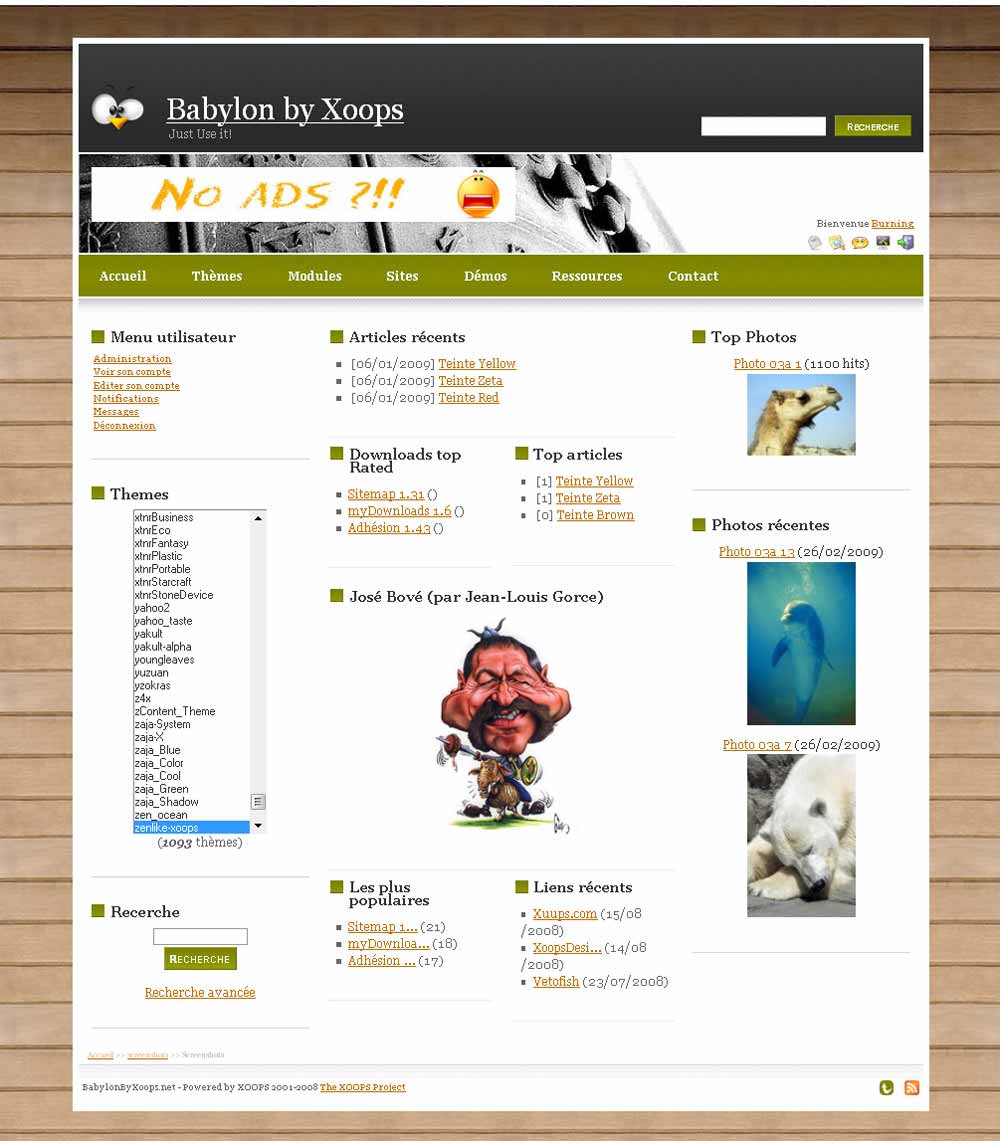 Babylon by Xoops
Just Use it!
RECHERCHE
NO ADS ?!!
Bienvenue Burning
Accueil Thèmes Modules Sites Démos Ressources Contact
Menu utilisateur
Administration
Voir son compte
Editer son compte
Notifications
Messages
Déconnexion
Themes
xtnrBusiness
xtnrEco
xtnrFantasy
xtnrPlastic
xtnrPortable
xtnrStarcraft
xtnrStoneDevice
yahoo2
yahoo_taste
yakult
yakult-alpha
youngleaves
yuzuan
yzokras
z4x
zContent_Theme
zaja-System
zaja-X
zaja_Blue
zaja_Color
zaja_Cool
zaja_Green
zaja_Shadow
zen_ocean
zenlike-xoops
(1093 thèmes)
Recerche
RECHERCHE
Recherche avancée
Articles récents
[06/01/2009] Teinte Yellow
[06/01/2009] Teinte Zeta
[06/01/2009] Teinte Red
Downloads top
Rated
Sitemap 1.31 ()
myDownloads 1.6 ()
Adhésion 1.43 ()
Top articles
[1] Teinte Yellow
[1] Teinte Zeta
[0] Teinte Brown
José Bové (par Jean-Louis Gorce)
Les plus
populaires
Sitemap 1... (21)
myDownloa... (18)
Adhésion ... (17)
Liens récents
Xuups.com (15/08
/2008)
XoopsDesi... (14/08
/2008)
Vetofish (23/07/2008)
Top Photos
Photo 03a 1 (1100 hits)
Photos récentes
Photo 03a 13 (26/02/2009)
Photo 03a 7 (26/02/2009)
Accueil >> screenshots >> Screenshots
BabylonByXoops.net - Powered by XOOPS 2001-2008 The XOOPS Project